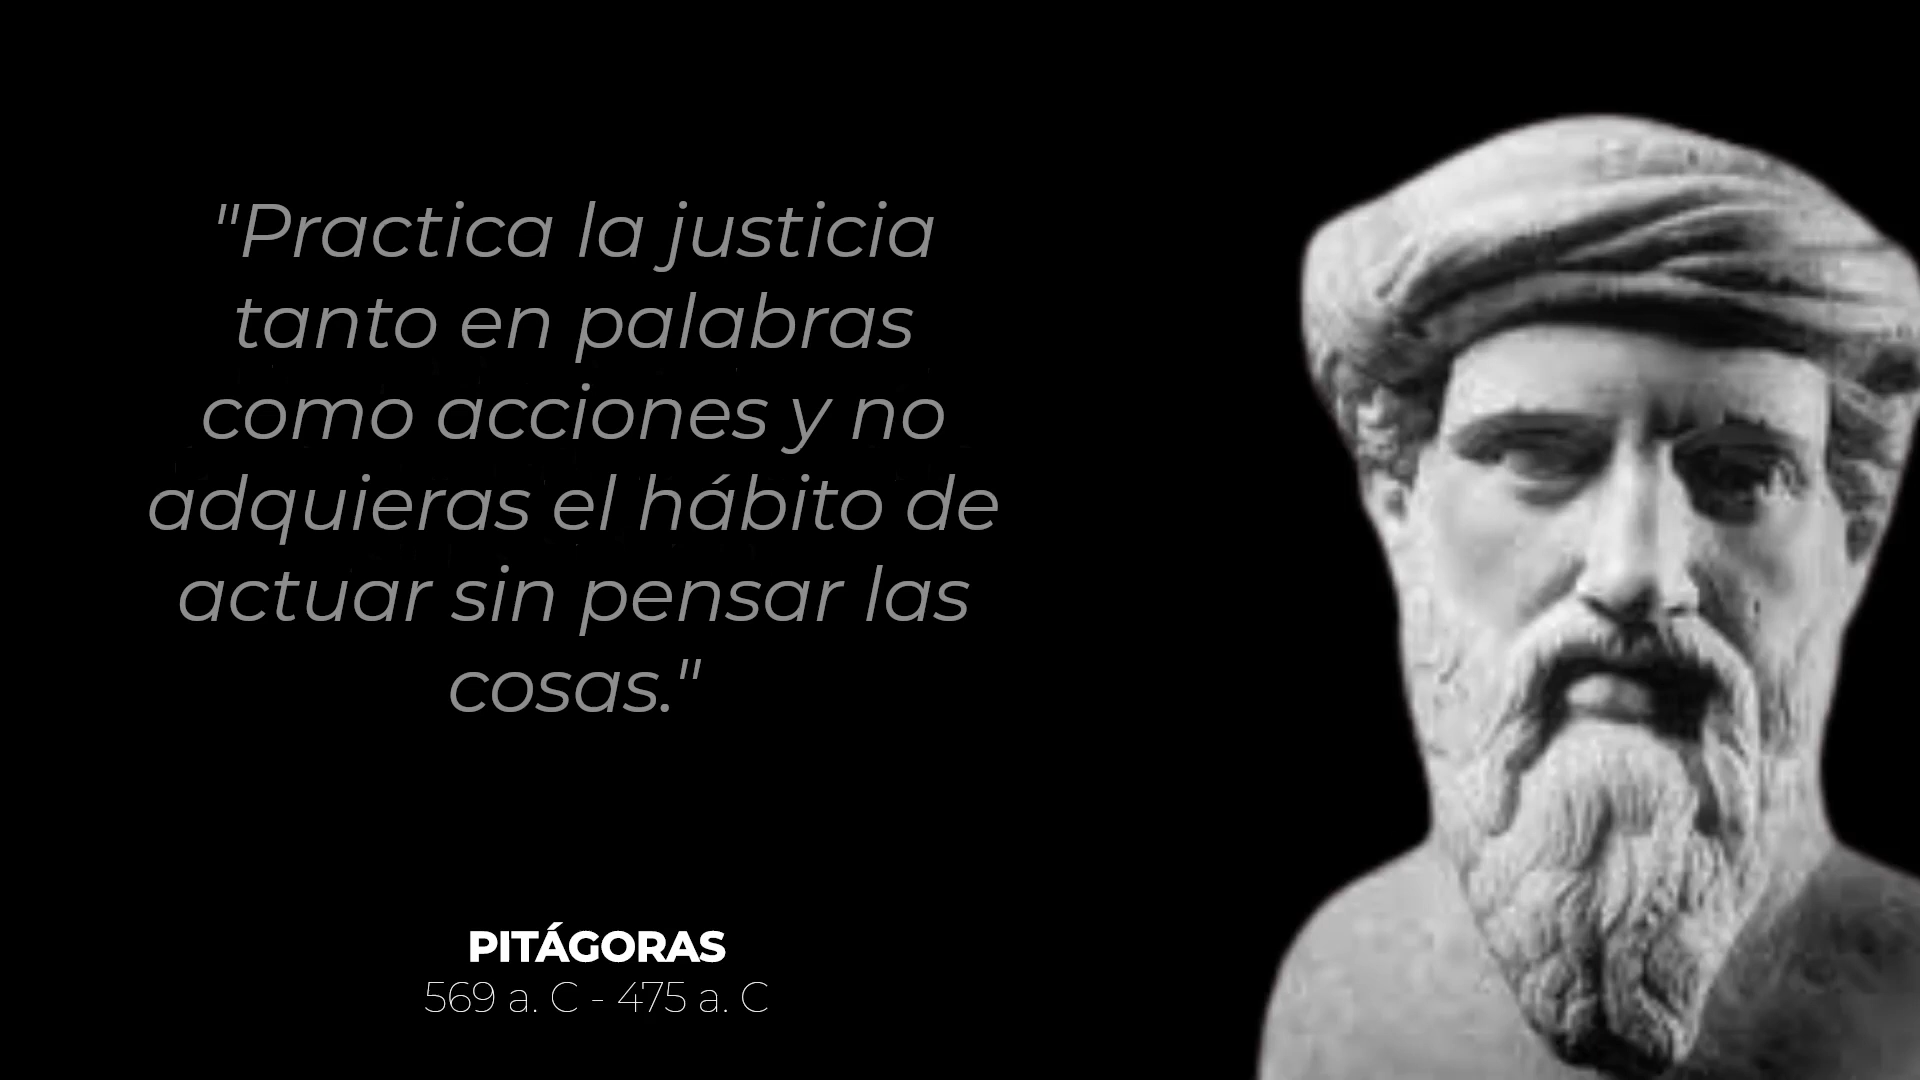 "Practica la justicia
tanto en palabras
como acciones y no
adquieras el hábito de
actuar sin pensar las
cosas."
PITÁGORAS
569 a. C - 475 a. C